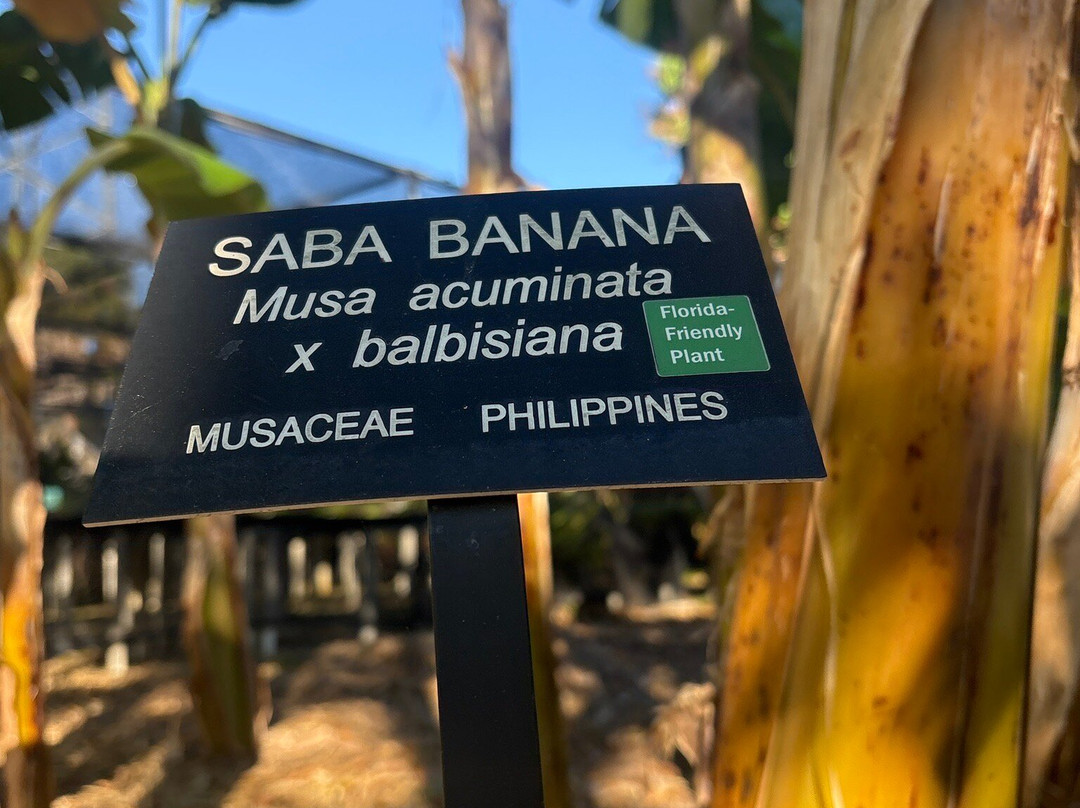 SABA BANANA
Musa acuminata
x balbisiana
Florida-
Friendly
Plant
MUSACEAE PHILIPPINES